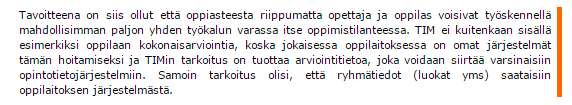 Tavoitteena on siis ollut että oppiasteesta riippumatta opettaja ja oppilas voisivat työskennellä
mahdollisimman paljon yhden työkalun varassa itse oppimistilanteessa. TIM ei kuitenkaan sisällä
esimerkiksi oppilaan kokonaisarviointia, koska jokaisessa oppilaitoksessa on omat järjestelmät
tämän hoitamiseksi ja TIMin tarkoitus on tuottaa arviointitietoa, joka voidaan siirtää varsinaisiin
opintotietojärjestelmiin. Samoin tarkoitus olisi, että ryhmätiedot (luokat yms) saataisiin
oppilaitoksen järjestelmästä.